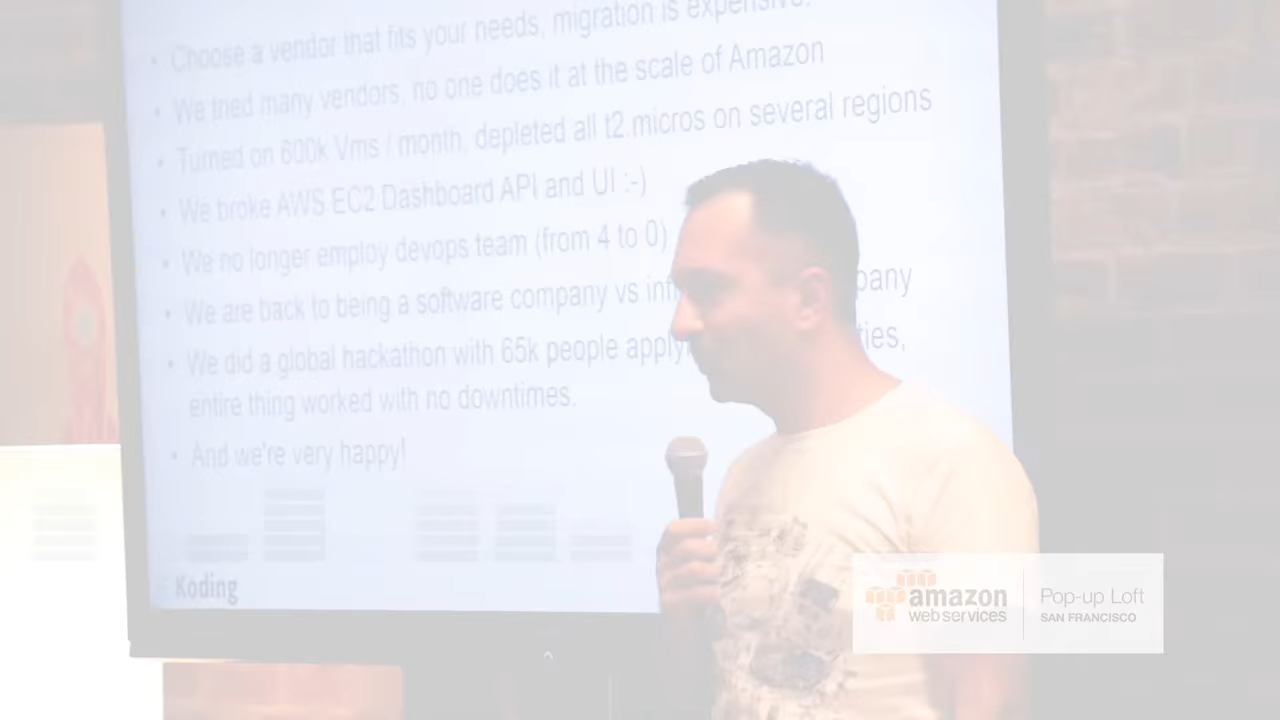 • Choose a vendor that fits your needs, migration is expensive.
• We tried many vendors, no one does it at the scale of Amazon
• Turned on 600k Vms / month, depleted all t2.micros on several regions
• We broke AWS EC2 Dashboard API and UI :-)
• We no longer employ devops team (from 4 to 0)
• We are back to being a software company vs inf pany
• We did a global hackathon with 65k people apply ties,
entire thing worked with no downtimes.
• And we're very happy!
Koding
amazon
web services
Pop-up Loft
SAN FRANCISCO